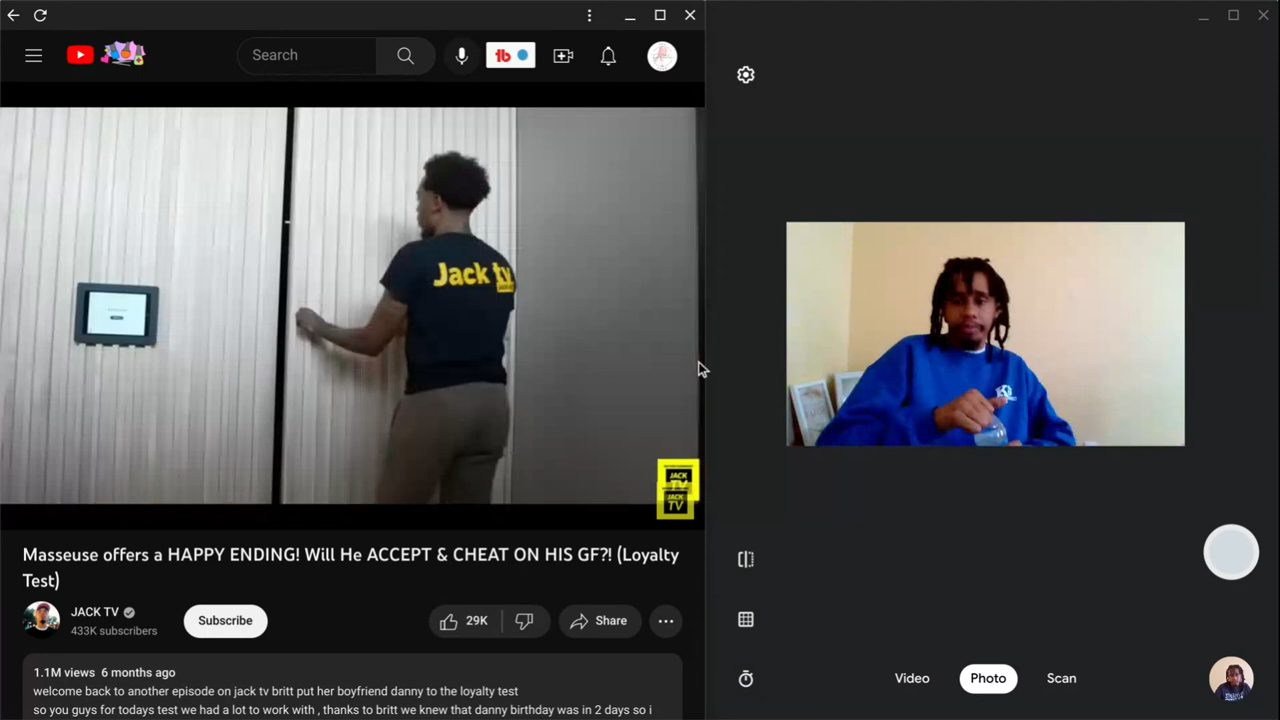 Search
Jack tv
JACK
TV
JACK
TV
Masseuse offers a HAPPY ENDING! Will He ACCEPT & CHEAT ON HIS GF?! (Loyalty
Test)
JACK TV
433K subscribers
Subscribe
29K
Share
1.1M views 6 months ago
welcome back to another episode on jack tv britt put her boyfriend danny to the loyalty test
so you guys for todays test we had a lot to work with , thanks to britt we knew that danny birthday was in 2 days so i
Video
Photo
Scan